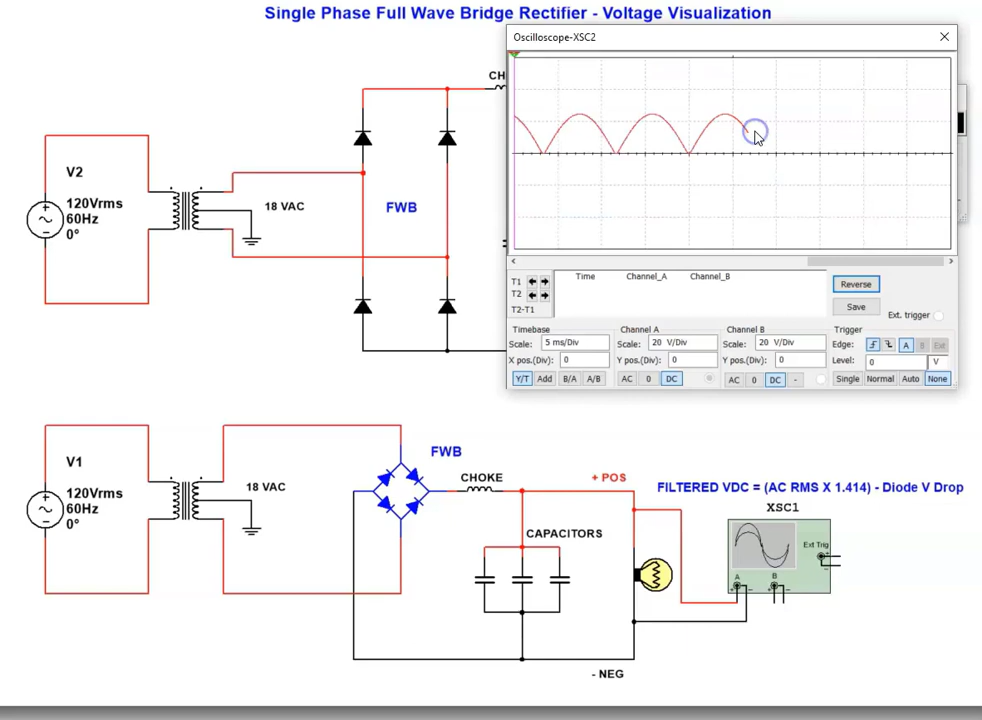 Single Phase Full Wave Bridge Rectifier - Voltage Visualization
Oscilloscope-XSC2
CH
V2
120Vrms
60Hz
0°
18 VAC
FWB
Time Channel_A Channel_B
T1
T2
T2-T1
Reverse
Save
Ext. trigger
Timebase
Scale: 5 ms/Div
X pos.(Div): 0
Y/T Add B/A A/B
Channel A
Scale: 20 V/Div
Y pos.(Div): 0
AC 0 DC
Channel B
Scale: 20 V/Div
Y pos.(Div): 0
AC 0 DC -
Trigger
Edge: A B Ext
Level: 0 V
Single Normal Auto None
V1
120Vrms
60Hz
0°
18 VAC
FWB
CHOKE
+ POS
CAPACITORS
- NEG
FILTERED VDC = (AC RMS X 1.414) - Diode V Drop
XSC1
Ext Trig
A B